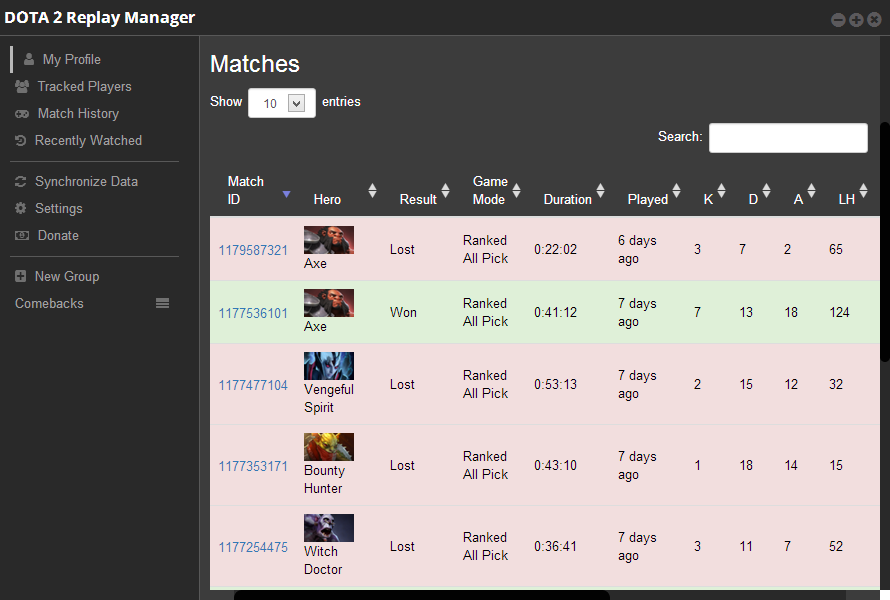 DOTA 2 Replay Manager
My Profile
Tracked Players
Match History
Recently Watched
Synchronize Data
Settings
Donate
New Group
Comebacks
Matches
Show 10 entries
Search:
Match
ID
Hero
Result
Game
Mode
Duration
Played
K
D
A
LH
1179587321
Axe
Lost
Ranked
All Pick
0:22:02
6 days
ago
3
7
2
65
1177536101
Axe
Won
Ranked
All Pick
0:41:12
7 days
ago
7
13
18
124
1177477104
Vengeful
Spirit
Lost
Ranked
All Pick
0:53:13
7 days
ago
2
15
12
32
1177353171
Bounty
Hunter
Lost
Ranked
All Pick
0:43:10
7 days
ago
1
18
14
15
1177254475
Witch
Doctor
Lost
Ranked
All Pick
0:36:41
7 days
ago
3
11
7
52